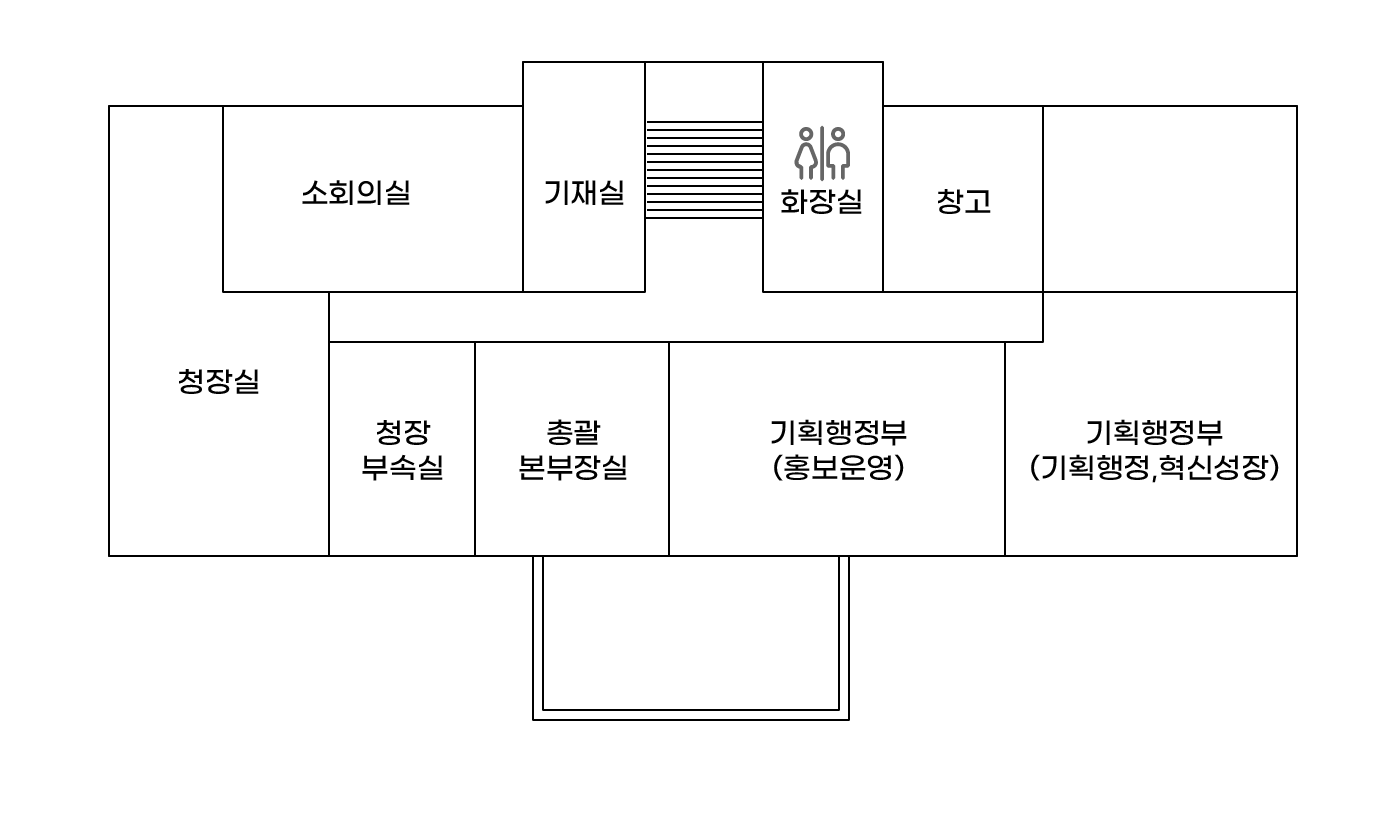 소회의실
기재실
화장실
창고
청장실
청장
부속실
총괄
본부장실
기획행정부
(홍보운영)
기획행정부
(기획행정,혁신성장)